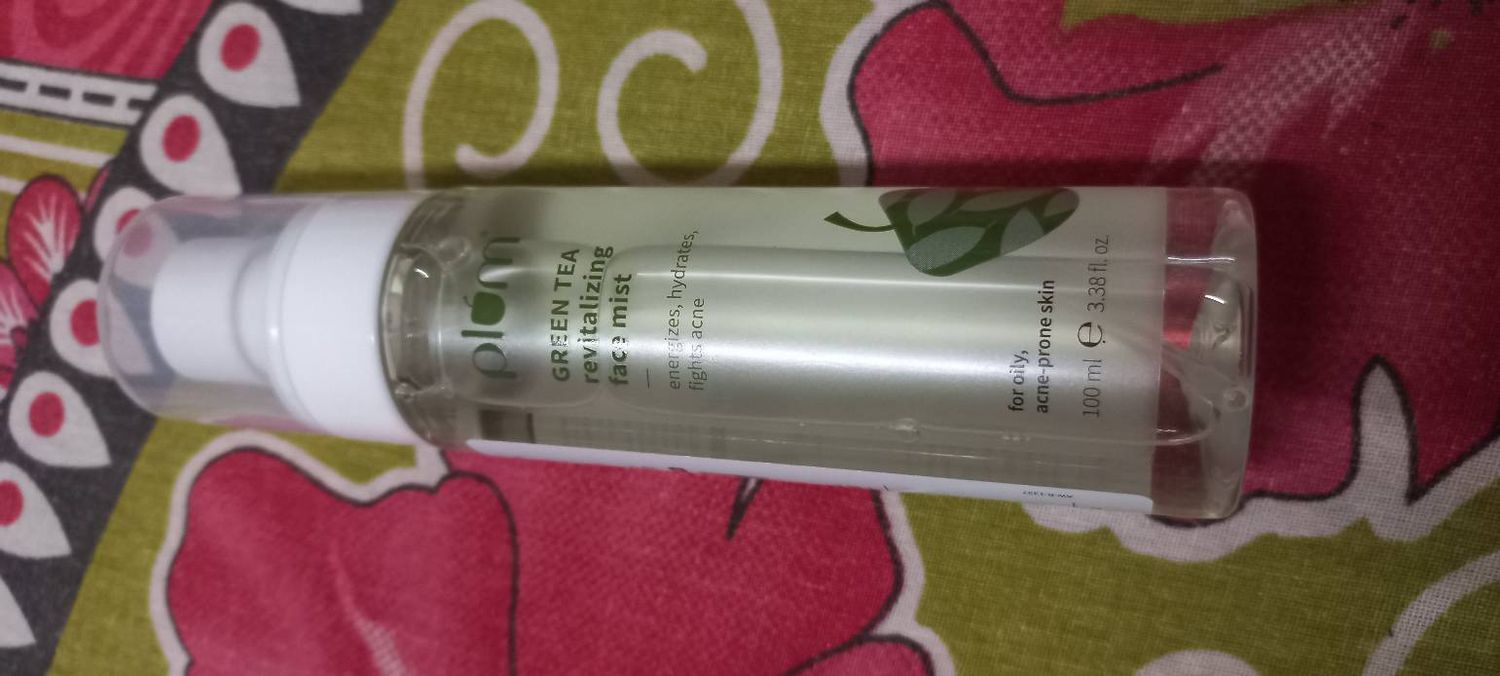 plum
GREEN TEA
revitalizing
face mist
energizes, hydrates,
fights acne
for oily,
acne-prone skin
100 ml ℮ 3.38 fl. oz.